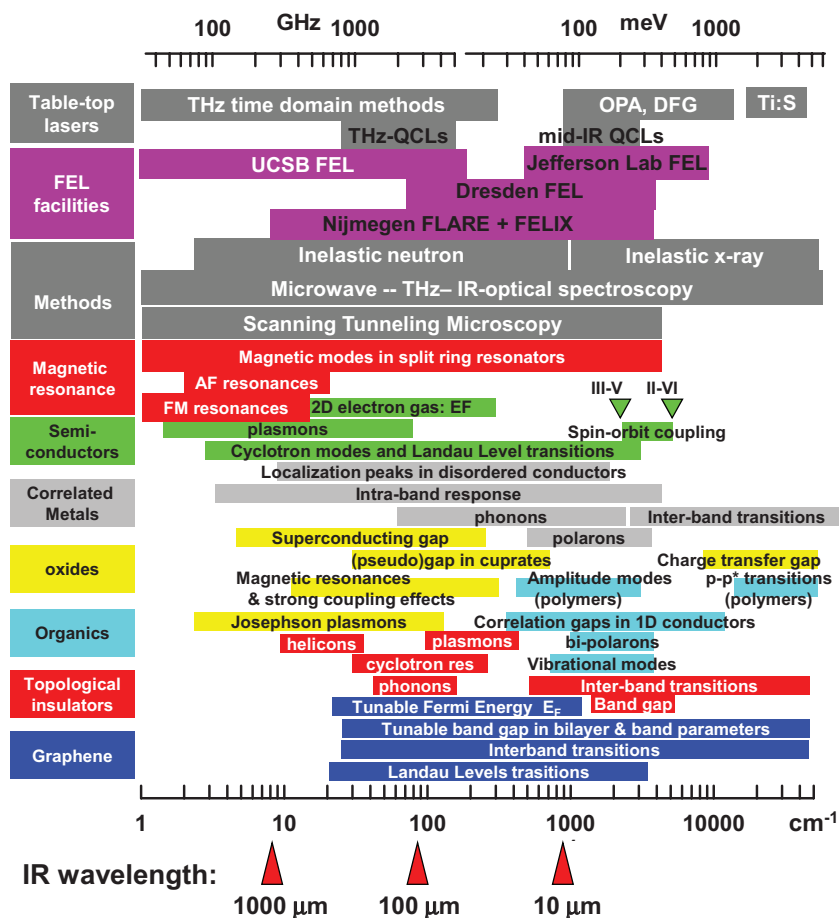 100 GHz 1000 100 meV 1000
Table-top
lasers
THz time domain methods
OPA, DFG
Ti:S
THz-QCLs
mid-IR QCLs
FEL
facilities
UCSB FEL
Jefferson Lab FEL
Dresden FEL
Nijmegen FLARE + FELIX
Methods
Inelastic neutron
Inelastic x-ray
Microwave -- THz– IR-optical spectroscopy
Scanning Tunneling Microscopy
Magnetic
resonance
Magnetic modes in split ring resonators
AF resonances
III-V
II-VI
FM resonances
2D electron gas: EF
Semi-
conductors
plasmons
Spin-orbit coupling
Cyclotron modes and Landau Level transitions
Localization peaks in disordered conductors
Correlated
Metals
Intra-band response
phonons
Inter-band transitions
Superconducting gap
polarons
oxides
(pseudo)gap in cuprates
Charge transfer gap
Magnetic resonances
& strong coupling effects
Amplitude modes
(polymers)
p-p* transitions
(polymers)
Organics
Josephson plasmons
Correlation gaps in 1D conductors
helicons
plasmons
bi-polarons
cyclotron res
Vibrational modes
Topological
insulators
phonons
Inter-band transitions
Tunable Fermi Energy E_F
Band gap
Graphene
Tunable band gap in bilayer & band parameters
Interband transitions
Landau Levels trasitions
1 10 100 1000 10000 cm⁻¹
IR wavelength:
1000 μm 100 μm 10 μm